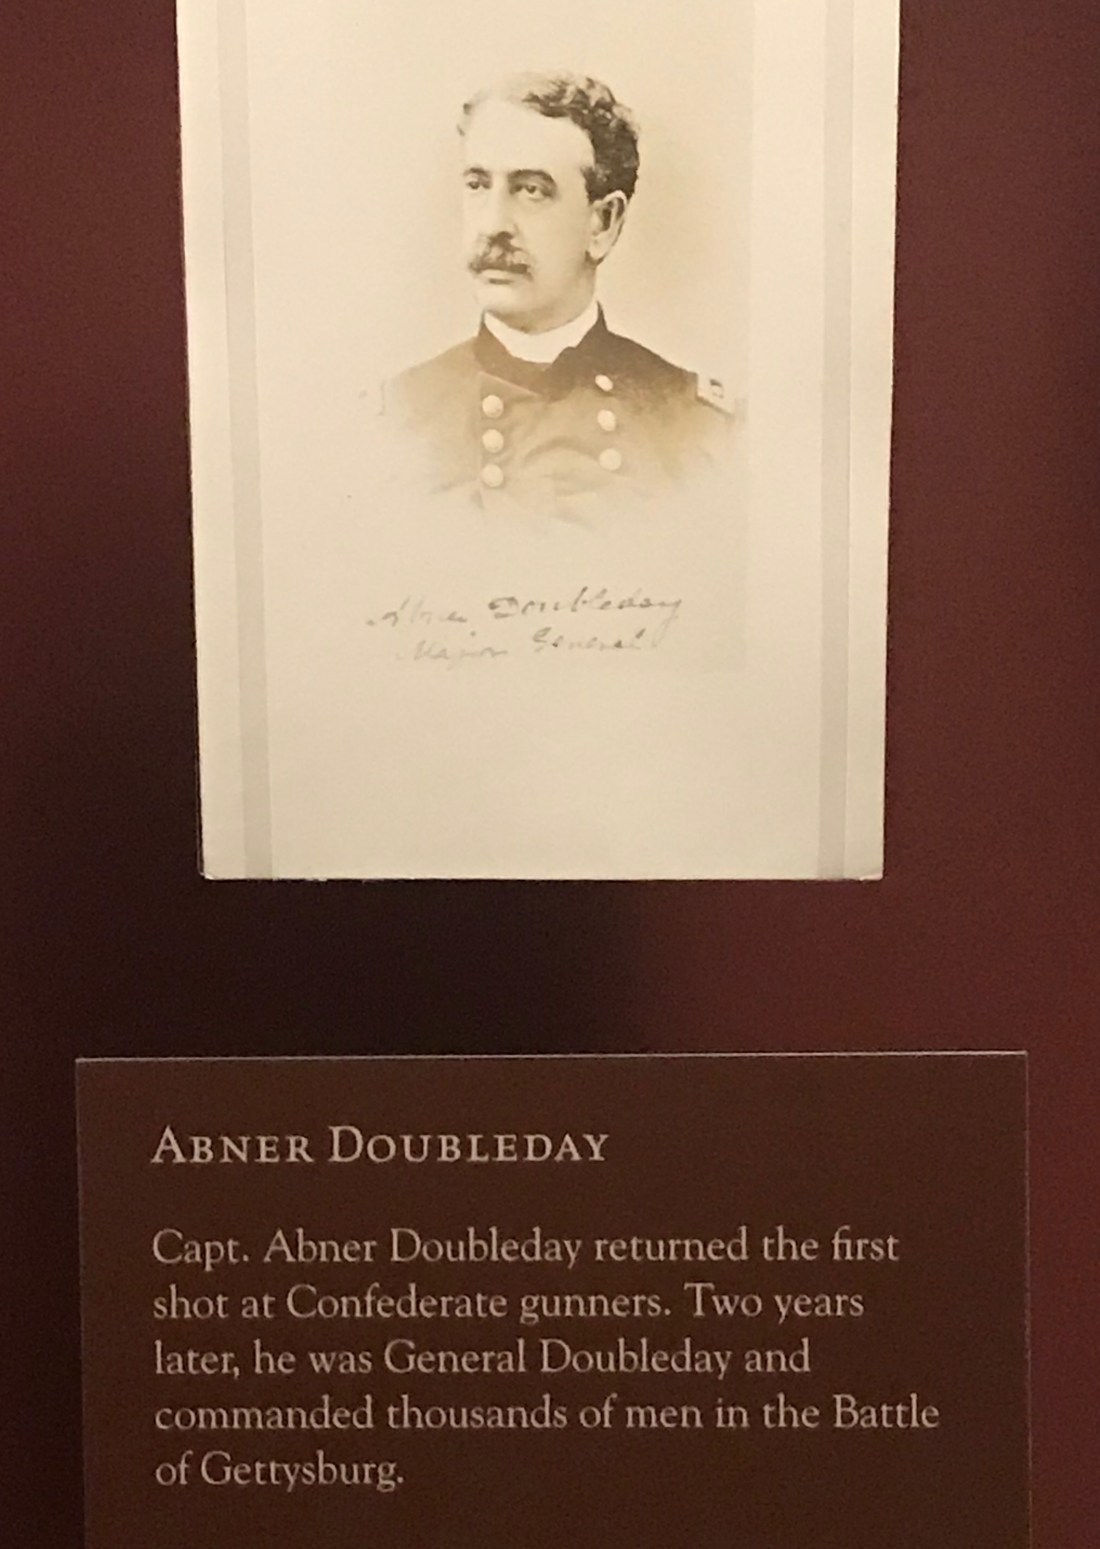 Abner Doubleday
Major General
ABNER DOUBLEDAY
Capt. Abner Doubleday returned the first
shot at Confederate gunners. Two years
later, he was General Doubleday and
commanded thousands of men in the Battle
of Gettysburg.